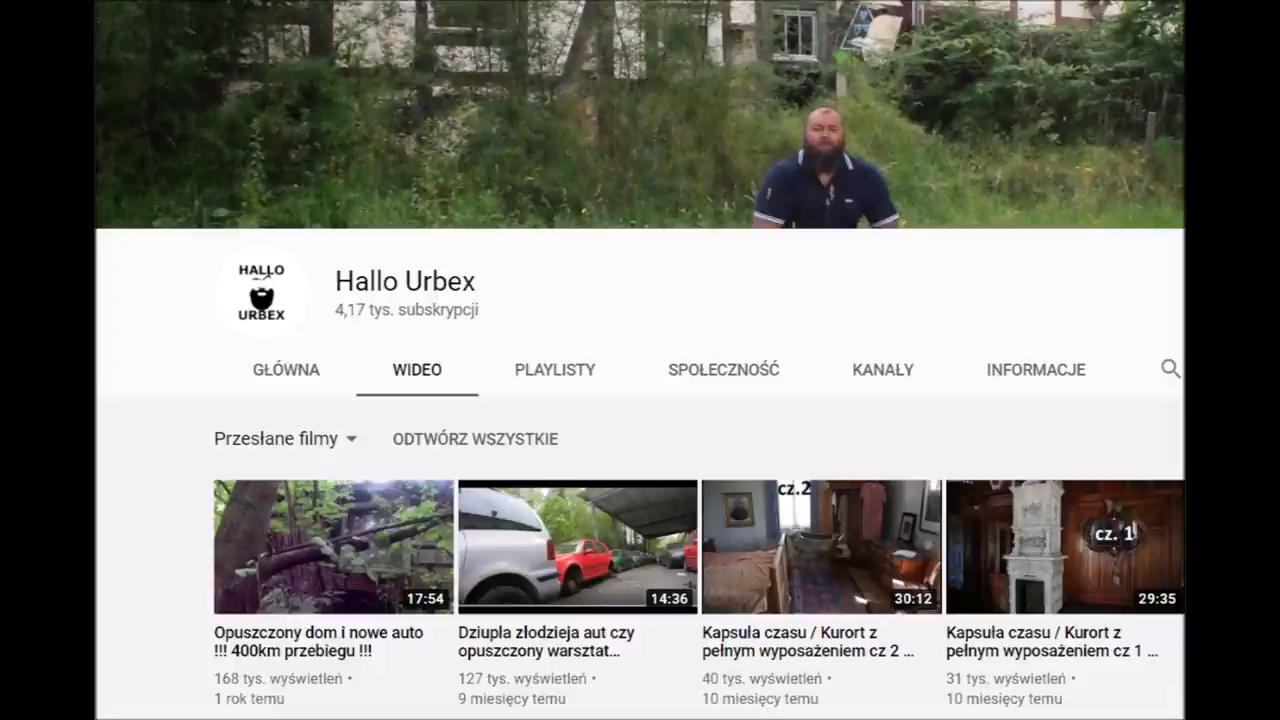 HALLO
URBEX
Hallo Urbex
4,17 tys. subskrypcji
GŁÓWNA
WIDEO
PLAYLISTY
SPOŁECZNOŚĆ
KANAŁY
INFORMACJE
Przesłane filmy
ODTWÓRZ WSZYSTKIE
17:54
14:36
cz.2
30:12
cz. 1
29:35
Opuszczony dom i nowe auto
!!! 400km przebiegu !!!
168 tys. wyświetleń •
1 rok temu
Dziupla złodzieja aut czy
opuszczony warsztat...
127 tys. wyświetleń •
9 miesięcy temu
Kapsuła czasu / Kurort z
pełnym wyposażeniem cz 2 ...
40 tys. wyświetleń •
10 miesięcy temu
Kapsuła czasu / Kurort z
pełnym wyposażeniem cz 1 ...
31 tys. wyświetleń •
10 miesięcy temu